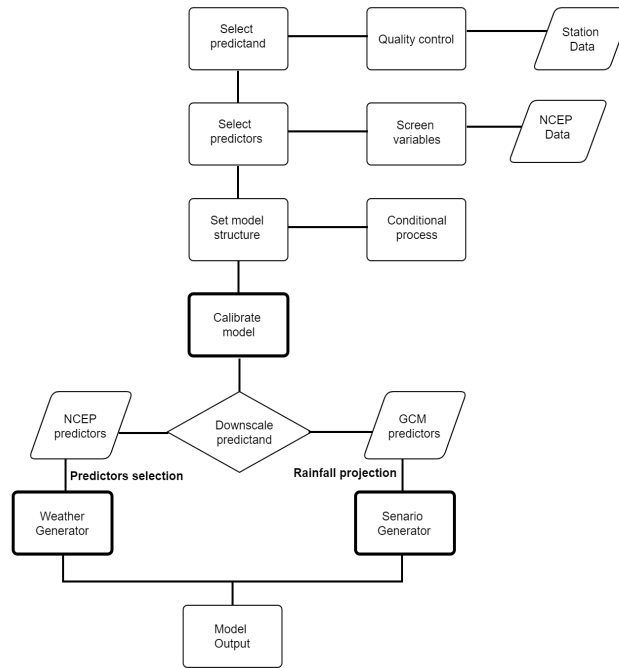 Select
predictand
Quality control
Station
Data
Select
predictors
Screen
variables
NCEP
Data
Set model
structure
Conditional
process
Calibrate
model
NCEP
predictors
Downscale
predictand
GCM
predictors
Predictors selection
Rainfall projection
Weather
Generator
Senario
Generator
Model
Output